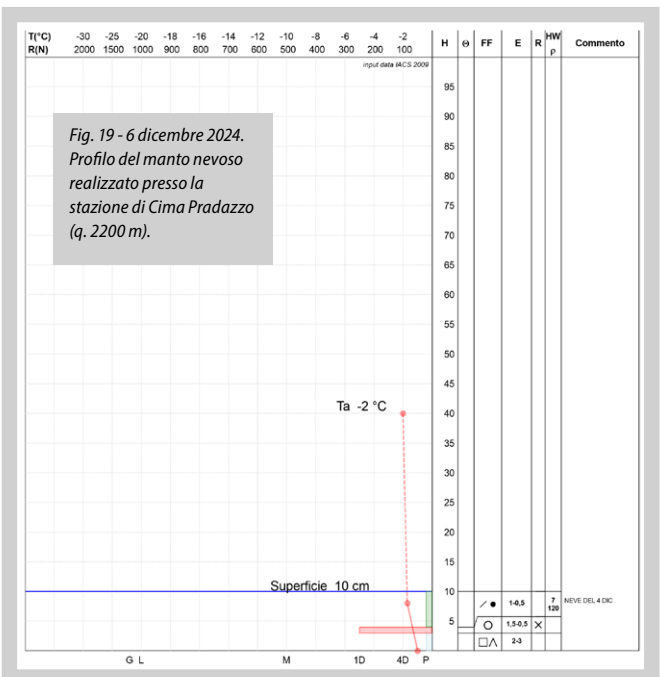 T(°C) -30 -25 -20 -18 -16 -14 -12 -10 -8 -6 -4 -2
R(N) 2000 1500 1000 900 800 700 600 500 400 300 200 100
H Θ FF E R HW ρ Commento
input data IACS 2009
Fig. 19 - 6 dicembre 2024.
Profilo del manto nevoso
realizzato presso la
stazione di Cima Pradazzo
(q. 2200 m).
95
90
85
80
75
70
65
60
55
50
45
Ta -2 °C
40
35
30
25
20
15
Superficie 10 cm
10
1-0,5 7 NEVE DEL 4 DIC
120
5 1,5-0,5
2-3
G L M 1D 4D P